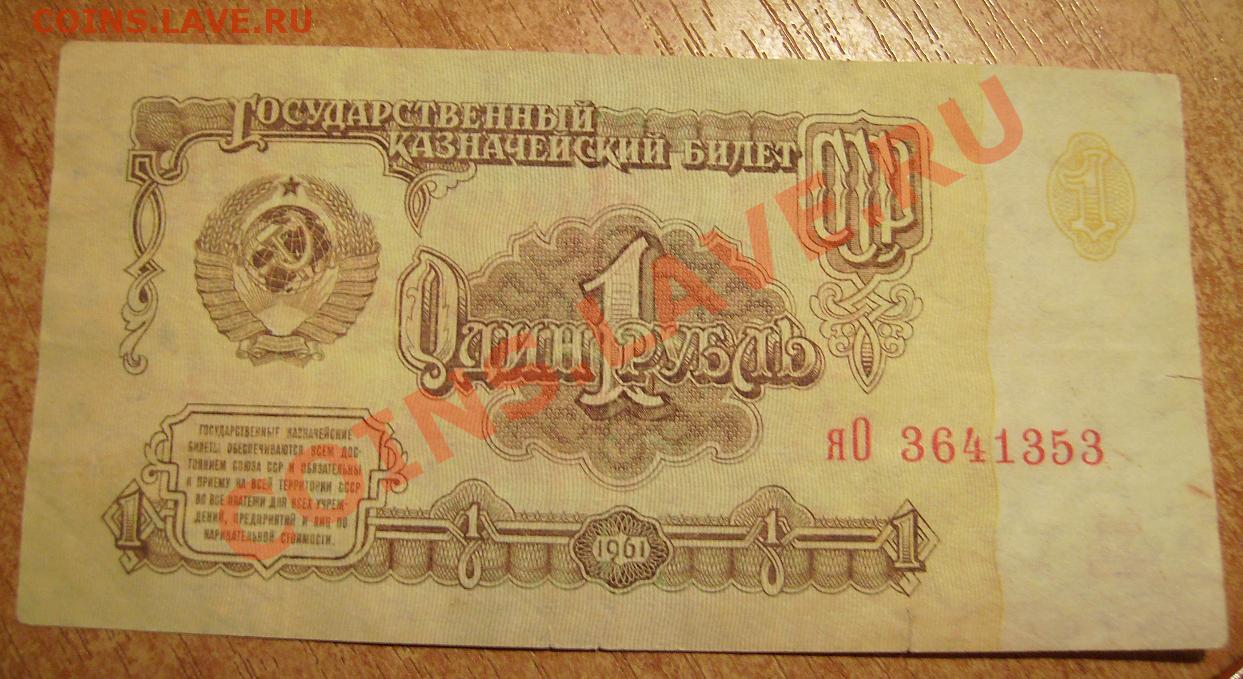 COINS.LAVE.RU
ГОСУДАРСТВЕННЫЙ
КАЗНАЧЕЙСКИЙ БИЛЕТ
СССР
1
1
ОДИН РУБЛЬ
COINS.LAVE.RU
ГОСУДАРСТВЕННЫЕ КАЗНАЧЕЙСКИЕ
БИЛЕТЫ ОБЕСПЕЧИВАЮТСЯ ВСЕМ ДОС-
ТОЯНИЕМ СОЮЗА ССР И ОБЯЗАТЕЛЬНЫ
К ПРИЕМУ НА ВСЕЙ ТЕРРИТОРИИ СССР
ВО ВСЕ ПЛАТЕЖИ ДЛЯ ВСЕХ УЧРЕЖ-
ДЕНИЙ, ПРЕДПРИЯТИЙ И ЛИЦ ПО
НАРИЦАТЕЛЬНОЙ СТОИМОСТИ.
яО 3641353
1 1 1961 1 1